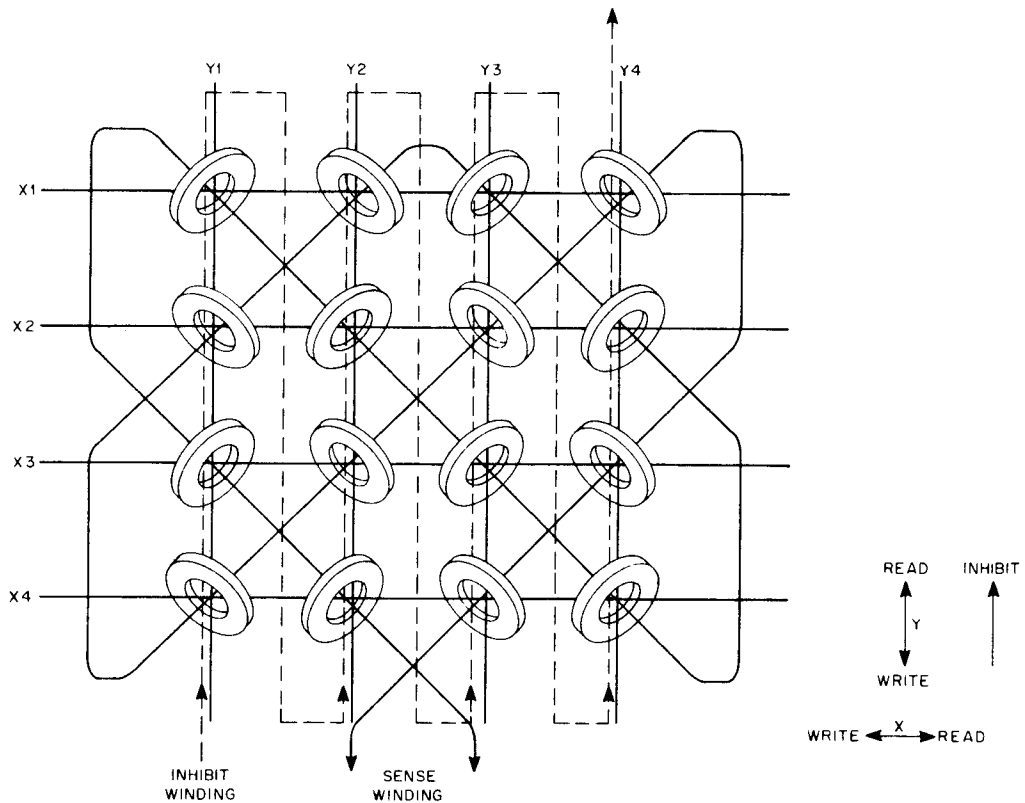 Y1 Y2 Y3 Y4
X1
X2
X3
X4
READ INHIBIT
Y
WRITE
WRITE X READ
INHIBIT
WINDING
SENSE
WINDING